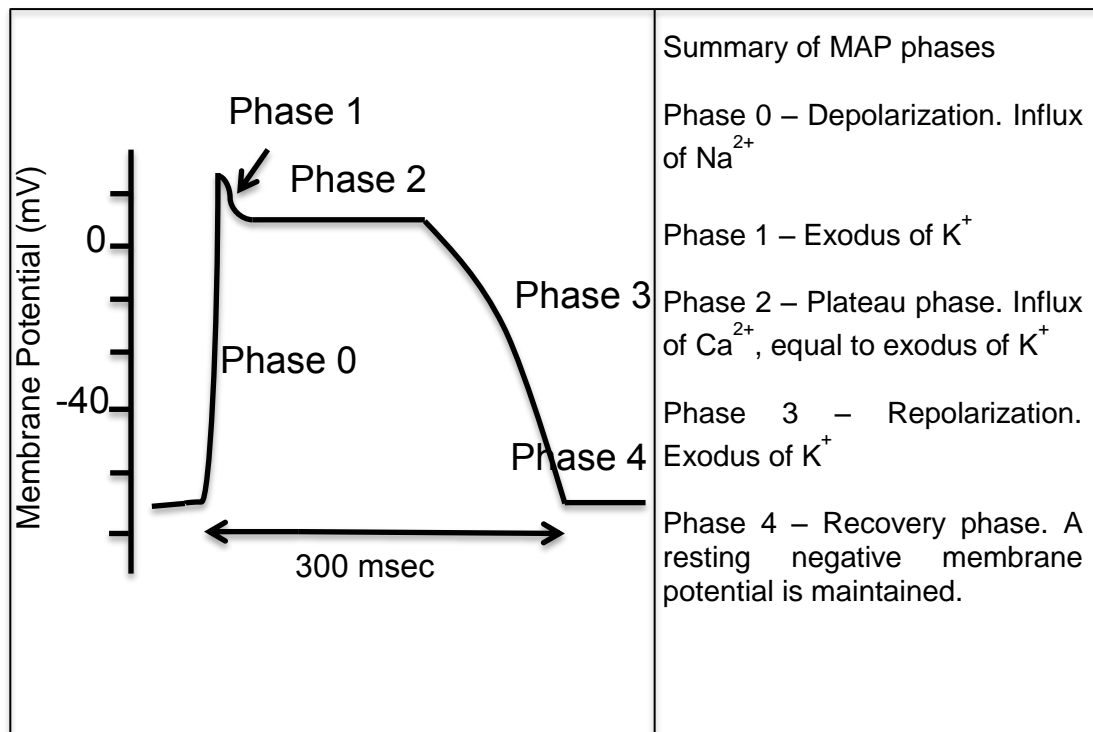 Phase 1
Phase 2
Membrane Potential (mV)
0
Phase 3
Phase 0
-40
Phase 4
300 msec
Summary of MAP phases
Phase 0 – Depolarization. Influx
of Na²⁺
Phase 1 – Exodus of K⁺
Phase 2 – Plateau phase. Influx
of Ca²⁺, equal to exodus of K⁺
Phase 3 – Repolarization.
Exodus of K⁺
Phase 4 – Recovery phase. A
resting negative membrane
potential is maintained.